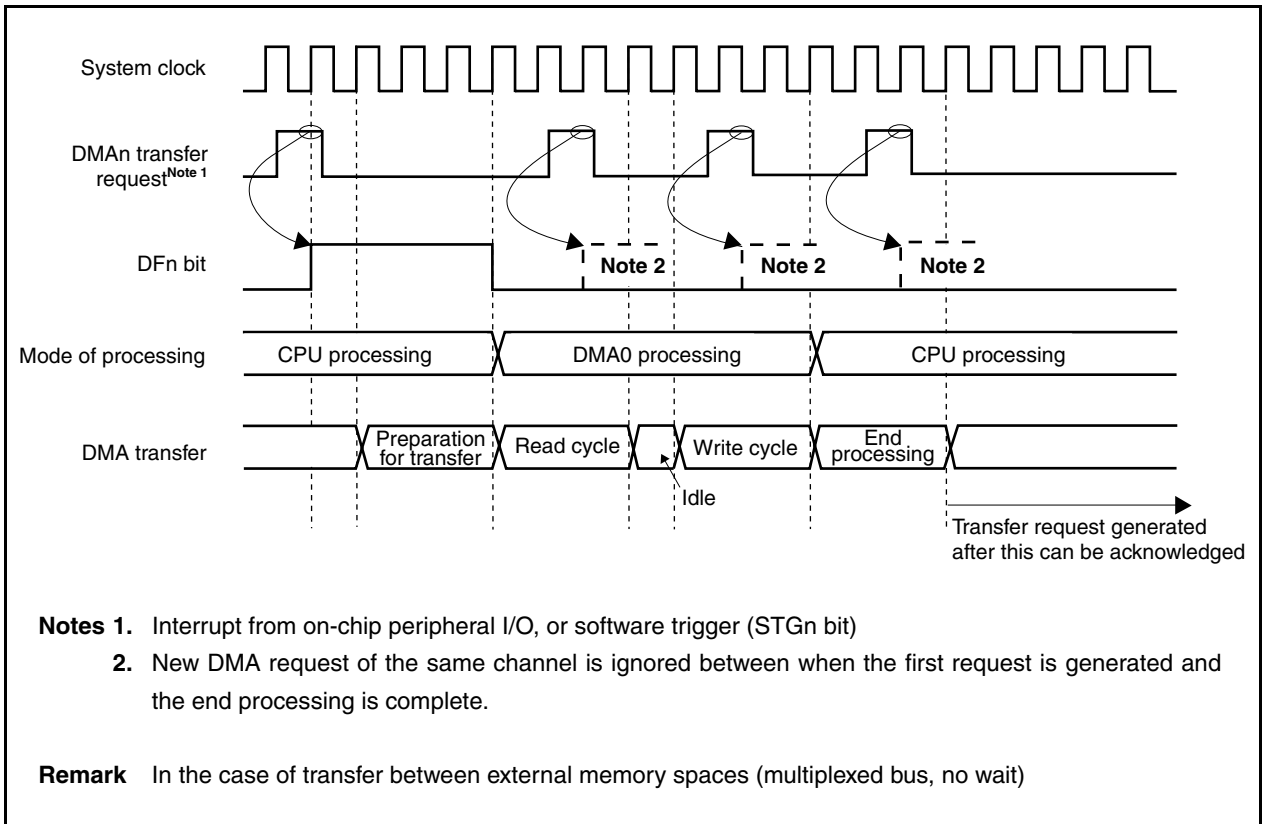 System clock
DMAn transfer
requestNote 1
DFn bit
Note 2
Note 2
Note 2
Mode of processing
CPU processing
DMA0 processing
CPU processing
DMA transfer
Preparation
for transfer
Read cycle
Write cycle
End
processing
Idle
Transfer request generated
after this can be acknowledged
Notes 1. Interrupt from on-chip peripheral I/O, or software trigger (STGn bit)
2. New DMA request of the same channel is ignored between when the first request is generated and
the end processing is complete.
Remark In the case of transfer between external memory spaces (multiplexed bus, no wait)